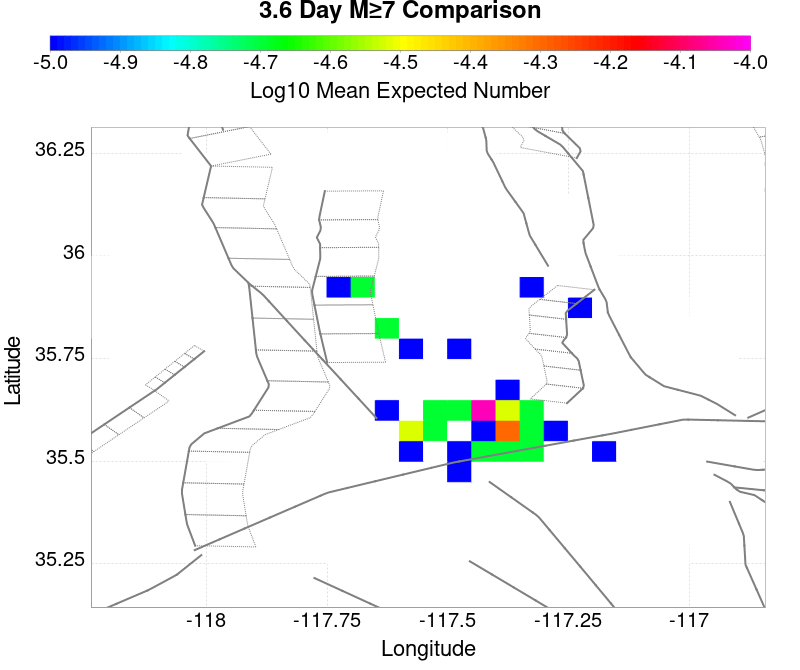 3.6 Day M≥7 Comparison
-5.0 -4.9 -4.8 -4.7 -4.6 -4.5 -4.4 -4.3 -4.2 -4.1 -4.0
Log10 Mean Expected Number
36.25
36
35.75
35.5
35.25
Latitude
-118 -117.75 -117.5 -117.25 -117
Longitude